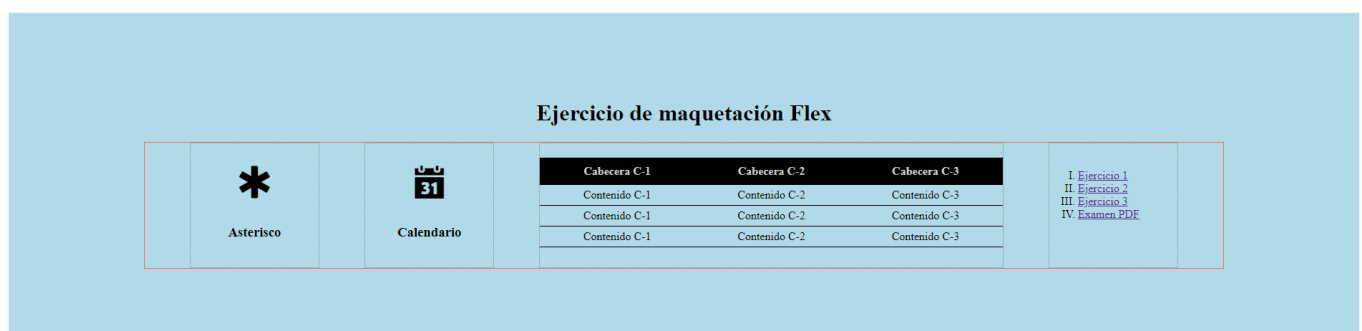 Ejercicio de maquetación Flex
31
Asterisco
Calendario
Cabecera C-1 Cabecera C-2 Cabecera C-3
Contenido C-1 Contenido C-2 Contenido C-3
Contenido C-1 Contenido C-2 Contenido C-3
Contenido C-1 Contenido C-2 Contenido C-3
I. Ejercicio 1
II. Ejercicio 2
III. Ejercicio 3
IV. Examen PDF